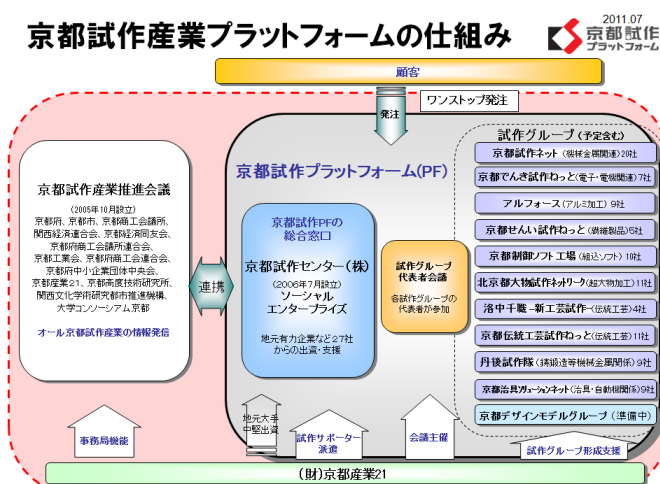 京都試作産業プラットフォームの仕組み
2011.07
京都試作
プラットフォーム
顧客
ワンストップ発注
発注
京都試作産業推進会議
(2005年10月設立)
京都府、京都市、京都商工会議所、
関西経済連合会、京都経済同友会、
京都府商工会議所連合会、
京都工業会、京都府商工会連合会、
京都府中小企業団体中央会、
京都産業21、京都高度技術研究所、
関西文化学術研究都市推進機構、
大学コンソーシアム京都
オール京都試作産業の情報発信
連携
京都試作プラットフォーム(PF)
京都試作PFの
総合窓口
京都試作センター(株)
(2006年7月設立)
ソーシャル
エンタープライズ
地元有力企業など27社
からの出資・支援
試作グループ
代表者会議
各試作グループの
代表が参加
試作グループ(予定含む)
京都試作ネット(機械金属関連)20社
京都でんき試作ねっと(電子・電機関連)7社
アルフォース(アルミ加工)9社
京都せんい試作ねっと(繊維製品)5社
京都制御ソフト工場(組込ソフト)10社
北京都大物試作ネットワーク(超大物加工)11社
洛中千職-新工芸試作-(伝統工芸)4社
京都伝統工芸試作ねっと(伝統工芸)11社
丹後試作隊(鋳鍛造等機械金属関係)9社
京都治具ソリューションネット(治具・自動機関係)9社
京都デザインモデルグループ(準備中)
事務局機能
地元大手
中堅出資
試作サポーター
派遣
会議主催
試作グループ形成支援
(財)京都産業21